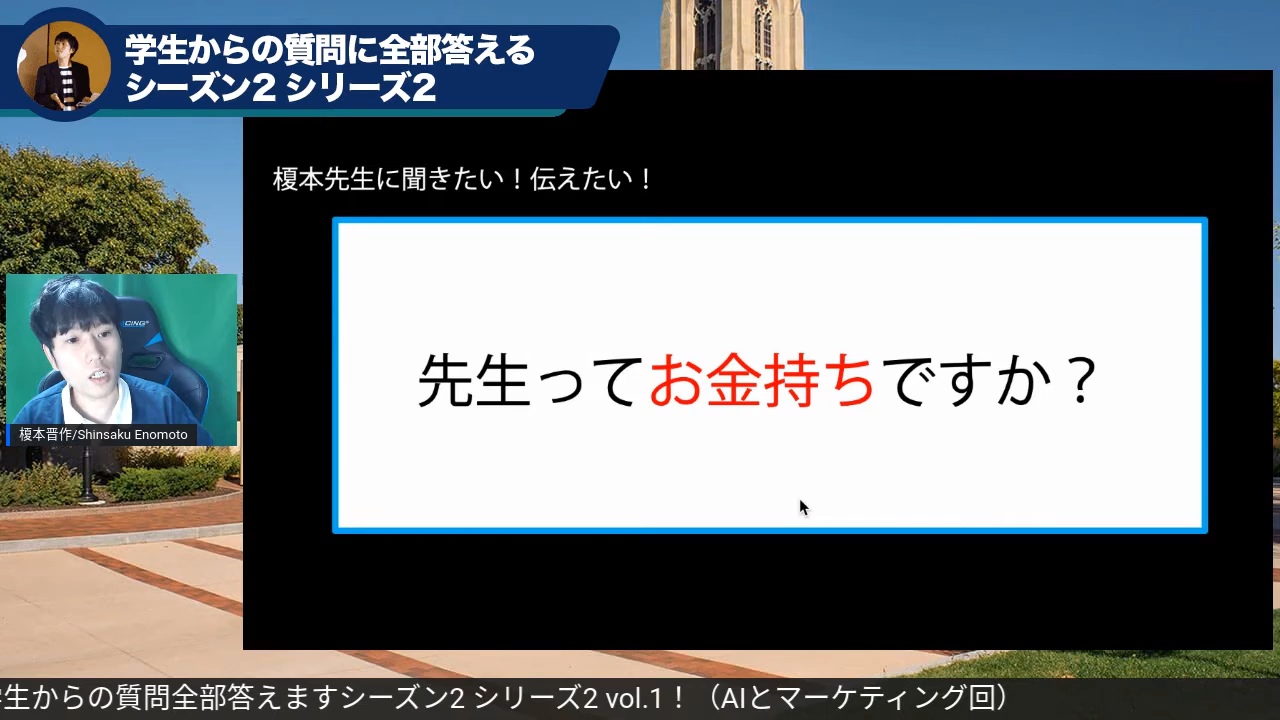 学生からの質問に全部答える
シーズン2 シリーズ2
榎本先生に聞きたい！伝えたい！
先生ってお金持ちですか？
CING
榎本晋作/Shinsaku Enomoto
学生からの質問全部答えますシーズン2 シリーズ2 vol.1！（AIとマーケティング回）